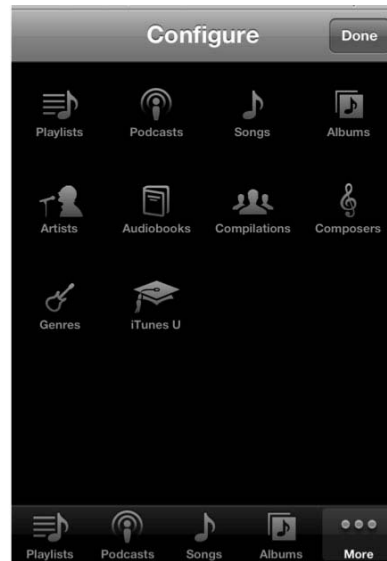 Configure Done
Playlists Podcasts Songs Albums
Artists Audiobooks Compilations Composers
Genres iTunes U
Playlists Podcasts Songs Albums More